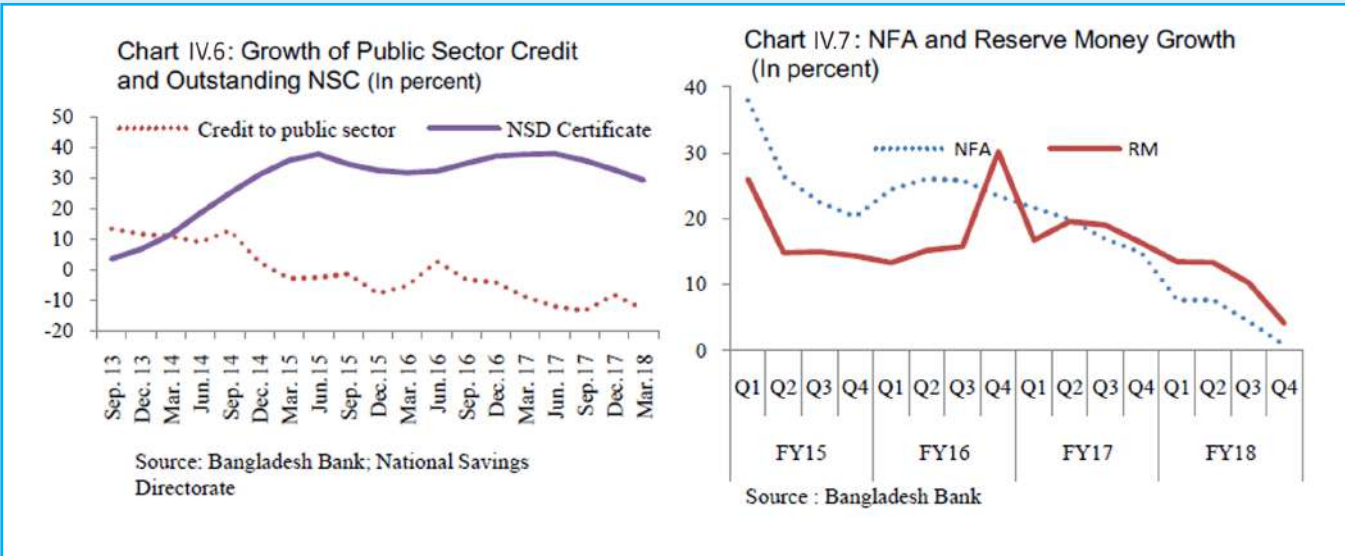 Chart IV.6: Growth of Public Sector Credit
and Outstanding NSC (In percent)
50
40
30
20
10
0
-10
-20
Credit to public sector
NSD Certificate
Sep. 13
Dec. 13
Mar. 14
Jun. 14
Sep. 14
Dec. 14
Mar. 15
Jun. 15
Sep. 15
Dec.15
Mar. 16
Jun.16
Sep. 16
Dec.16
Mar. 17
Jun. 17
Sep.17
Dec.17
Mar.18
Source: Bangladesh Bank; National Savings
Directorate
Chart IV.7: NFA and Reserve Money Growth
(In percent)
40
30
20
10
0
NFA
RM
Q1 Q2 Q3 Q4 Q1 Q2 Q3 Q4 Q1 Q2 Q3 Q4 Q1 Q2 Q3 Q4
FY15 FY16 FY17 FY18
Source : Bangladesh Bank